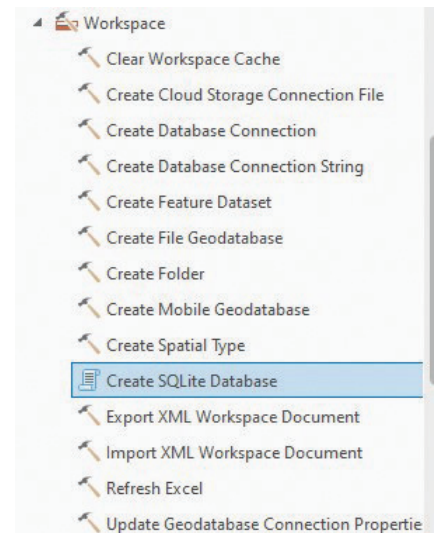 Workspace
Clear Workspace Cache
Create Cloud Storage Connection File
Create Database Connection
Create Database Connection String
Create Feature Dataset
Create File Geodatabase
Create Folder
Create Mobile Geodatabase
Create Spatial Type
Create SQLite Database
Export XML Workspace Document
Import XML Workspace Document
Refresh Excel
Update Geodatabase Connection Propertie